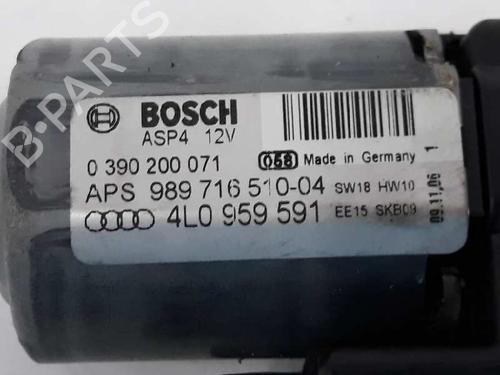 BOSCH
ASP4 12V
0 390 200 071 058 Made in Germany
APS 989 716 510-04 SW18 HW10
4L0 959 591 EE15 SKB09
09.11.06 1
B-PARTS